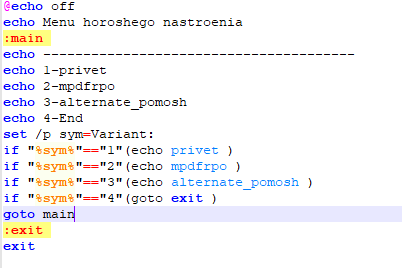 @echo off
echo Menu horoshego nastroenia
:main
echo ---------------------------------------
echo 1-privet
echo 2-mpdfrpo
echo 3-alternate_pomosh
echo 4-End
set /p sym=Variant:
if "%sym%"=="1"(echo privet )
if "%sym%"=="2"(echo mpdfrpo )
if "%sym%"=="3"(echo alternate_pomosh )
if "%sym%"=="4"(goto exit )
goto main
:exit
exit